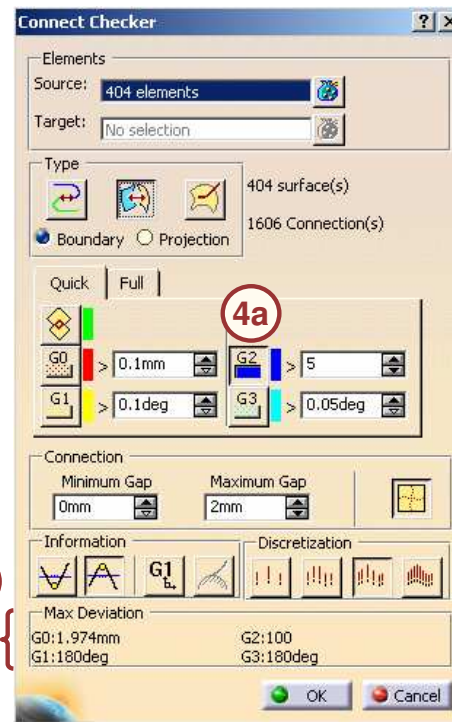 Connect Checker
Elements
Source: 404 elements
Target: No selection
Type
404 surface(s)
1606 Connection(s)
Boundary Projection
Quick Full
4a
G0 > 0.1mm G2 > 5
G1 > 0.1deg G3 > 0.05deg
Connection
Minimum Gap Maximum Gap
0mm 2mm
Information Discretization
G1
Max Deviation
G0:1.974mm G2:100
G1:180deg G3:180deg
OK Cancel